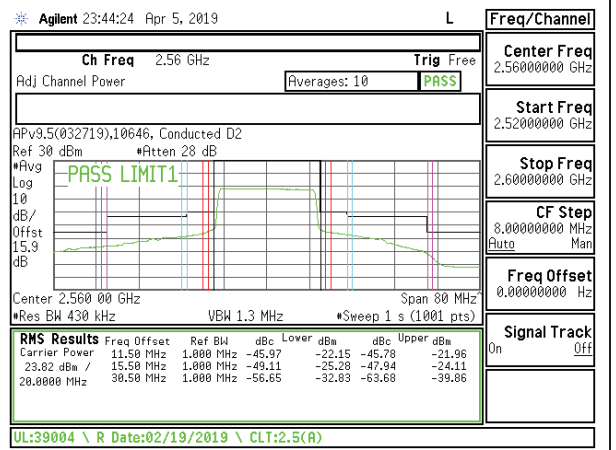 Agilent 23:44:24 Apr 5, 2019 L
Freq/Channel
Ch Freq 2.56 GHz Trig Free
Adj Channel Power Averages: 10 PASS
APv9.5(032719),10646, Conducted D2
Ref 30 dBm #Atten 28 dB
#Avg
Log
10
dB/
Offst
15.9
dB
PASS LIMIT1
Center 2.560 00 GHz Span 80 MHz^
#Res BW 430 kHz VBW 1.3 MHz #Sweep 1 s (1001 pts)
RMS Results Freq Offset Ref BW dBc Lower dBm dBc Upper dBm
Carrier Power 11.50 MHz 1.000 MHz -45.97 -22.15 -45.78 -21.96
23.82 dBm / 15.50 MHz 1.000 MHz -49.11 -25.28 -47.94 -24.11
20.0000 MHz 30.50 MHz 1.000 MHz -56.65 -32.83 -63.68 -39.86
UL:39004 \ R Date:02/19/2019 \ CLT:2.5(A)
Center Freq
2.56000000 GHz
Start Freq
2.52000000 GHz
Stop Freq
2.60000000 GHz
CF Step
8.00000000 MHz
Auto Man
Freq Offset
0.00000000 Hz
Signal Track
On Off